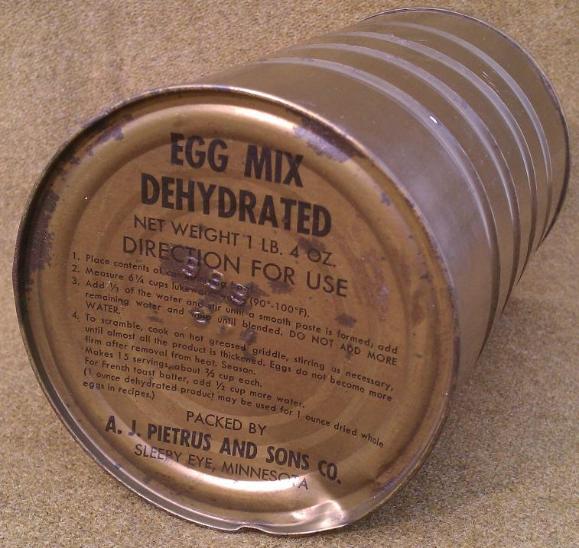 EGG MIX
DEHYDRATED
NET WEIGHT 1 LB. 4 OZ.
DIRECTION FOR USE
1. Place contents of
2. Measure 6¼ cups lukewarm (90°-100°F).
3. Add ⅓ of the water and stir until a smooth paste is formed; add
remaining water and until blended. DO NOT ADD MORE
WATER.
4. To scramble, cook on hot greased griddle, stirring as necessary,
until almost all the product is thickened. Eggs do not become more
firm after removal from heat. Season.
Makes 15 servings, about ⅔ cup each.
For French toast batter, add ½ cup more water.
(1 ounce dehydrated product may be used for 1 ounce dried whole
eggs in recipes.)
PACKED BY
A. J. PIETRUS AND SONS CO.
SLEEPY EYE, MINNESOTA